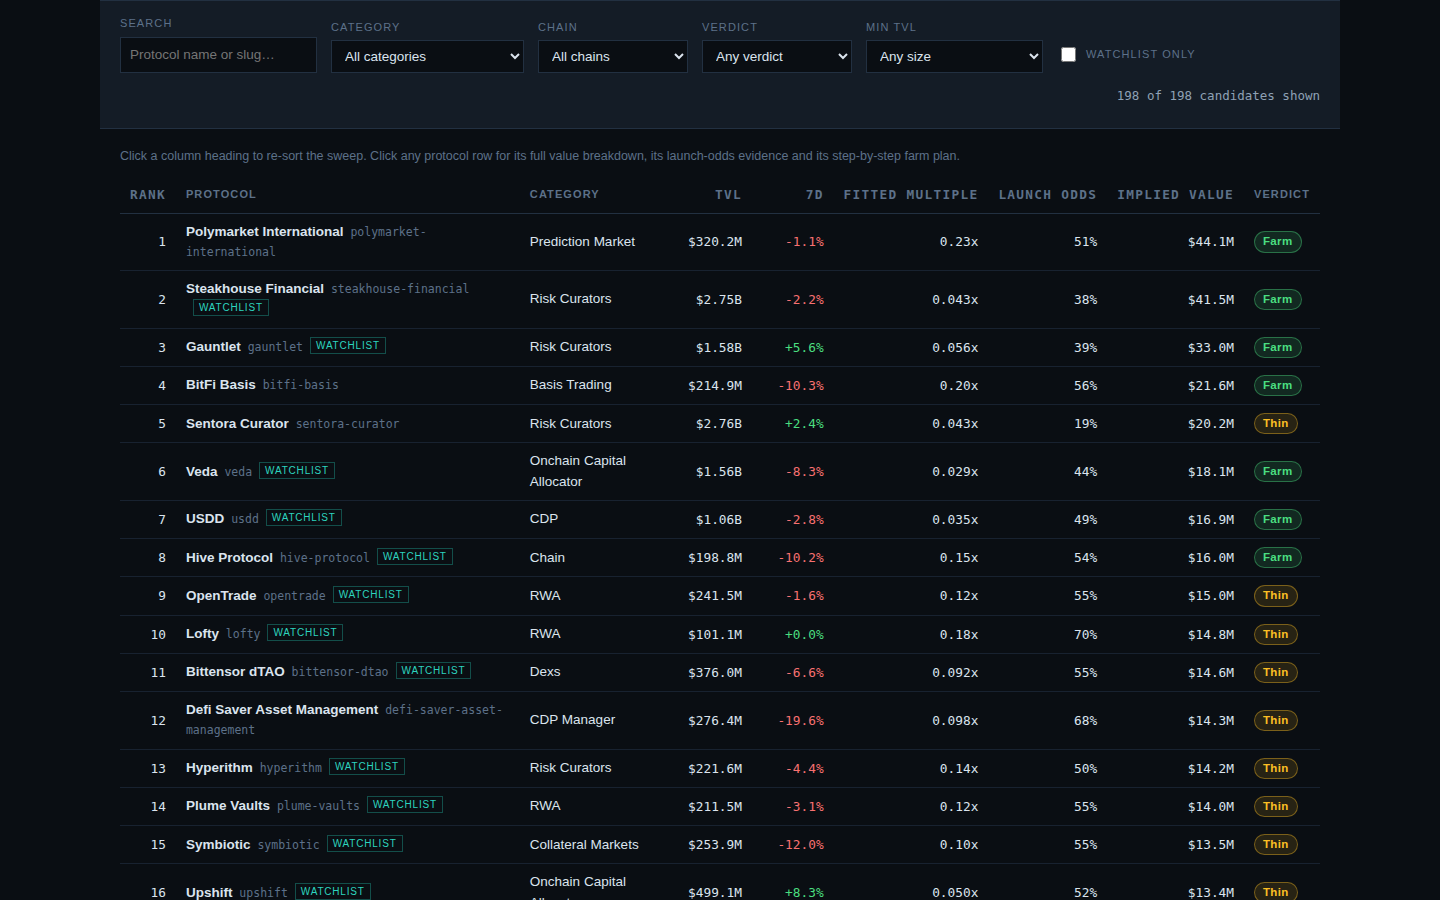 SEARCH
CATEGORY CHAIN VERDICT MIN TVL
Protocol name or slug… All categories All chains Any verdict Any size WATCHLIST ONLY
198 of 198 candidates shown
Click a column heading to re-sort the sweep. Click any protocol row for its full value breakdown, its launch-odds evidence and its step-by-step farm plan.
RANK PROTOCOL CATEGORY TVL 7D FITTED MULTIPLE LAUNCH ODDS IMPLIED VALUE VERDICT
1 Polymarket International polymarket-international Prediction Market $320.2M -1.1% 0.23x 51% $44.1M Farm
2 Steakhouse Financial steakhouse-financial WATCHLIST Risk Curators $2.75B -2.2% 0.043x 38% $41.5M Farm
3 Gauntlet gauntlet WATCHLIST Risk Curators $1.58B +5.6% 0.056x 39% $33.0M Farm
4 BitFi Basis bitfi-basis Basis Trading $214.9M -10.3% 0.20x 56% $21.6M Farm
5 Sentora Curator sentora-curator Risk Curators $2.76B +2.4% 0.043x 19% $20.2M Thin
6 Veda veda WATCHLIST Onchain Capital Allocator $1.56B -8.3% 0.029x 44% $18.1M Farm
7 USDD usdd WATCHLIST CDP $1.06B -2.8% 0.035x 49% $16.9M Farm
8 Hive Protocol hive-protocol WATCHLIST Chain $198.8M -10.2% 0.15x 54% $16.0M Farm
9 OpenTrade opentrade WATCHLIST RWA $241.5M -1.6% 0.12x 55% $15.0M Thin
10 Lofty lofty WATCHLIST RWA $101.1M +0.0% 0.18x 70% $14.8M Thin
11 Bittensor dTAO bittensor-dtao WATCHLIST Dexs $376.0M -6.6% 0.092x 55% $14.6M Thin
12 Defi Saver Asset Management defi-saver-asset-management CDP Manager $276.4M -19.6% 0.098x 68% $14.3M Thin
13 Hyperithm hyperithm WATCHLIST Risk Curators $221.6M -4.4% 0.14x 50% $14.2M Thin
14 Plume Vaults plume-vaults WATCHLIST RWA $211.5M -3.1% 0.12x 55% $14.0M Thin
15 Symbiotic symbiotic WATCHLIST Collateral Markets $253.9M -12.0% 0.10x 55% $13.5M Thin
16 Upshift upshift WATCHLIST Onchain Capital $499.1M +8.3% 0.050x 52% $13.4M Thin